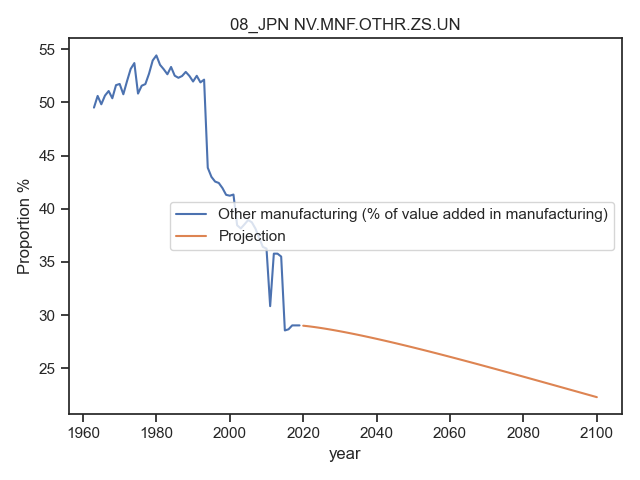 08_JPN NV.MNF.OTHR.ZS.UN
55
50
45
40
35
30
25
Proportion %
Other manufacturing (% of value added in manufacturing)
Projection
1960 1980 2000 2020 2040 2060 2080 2100
year